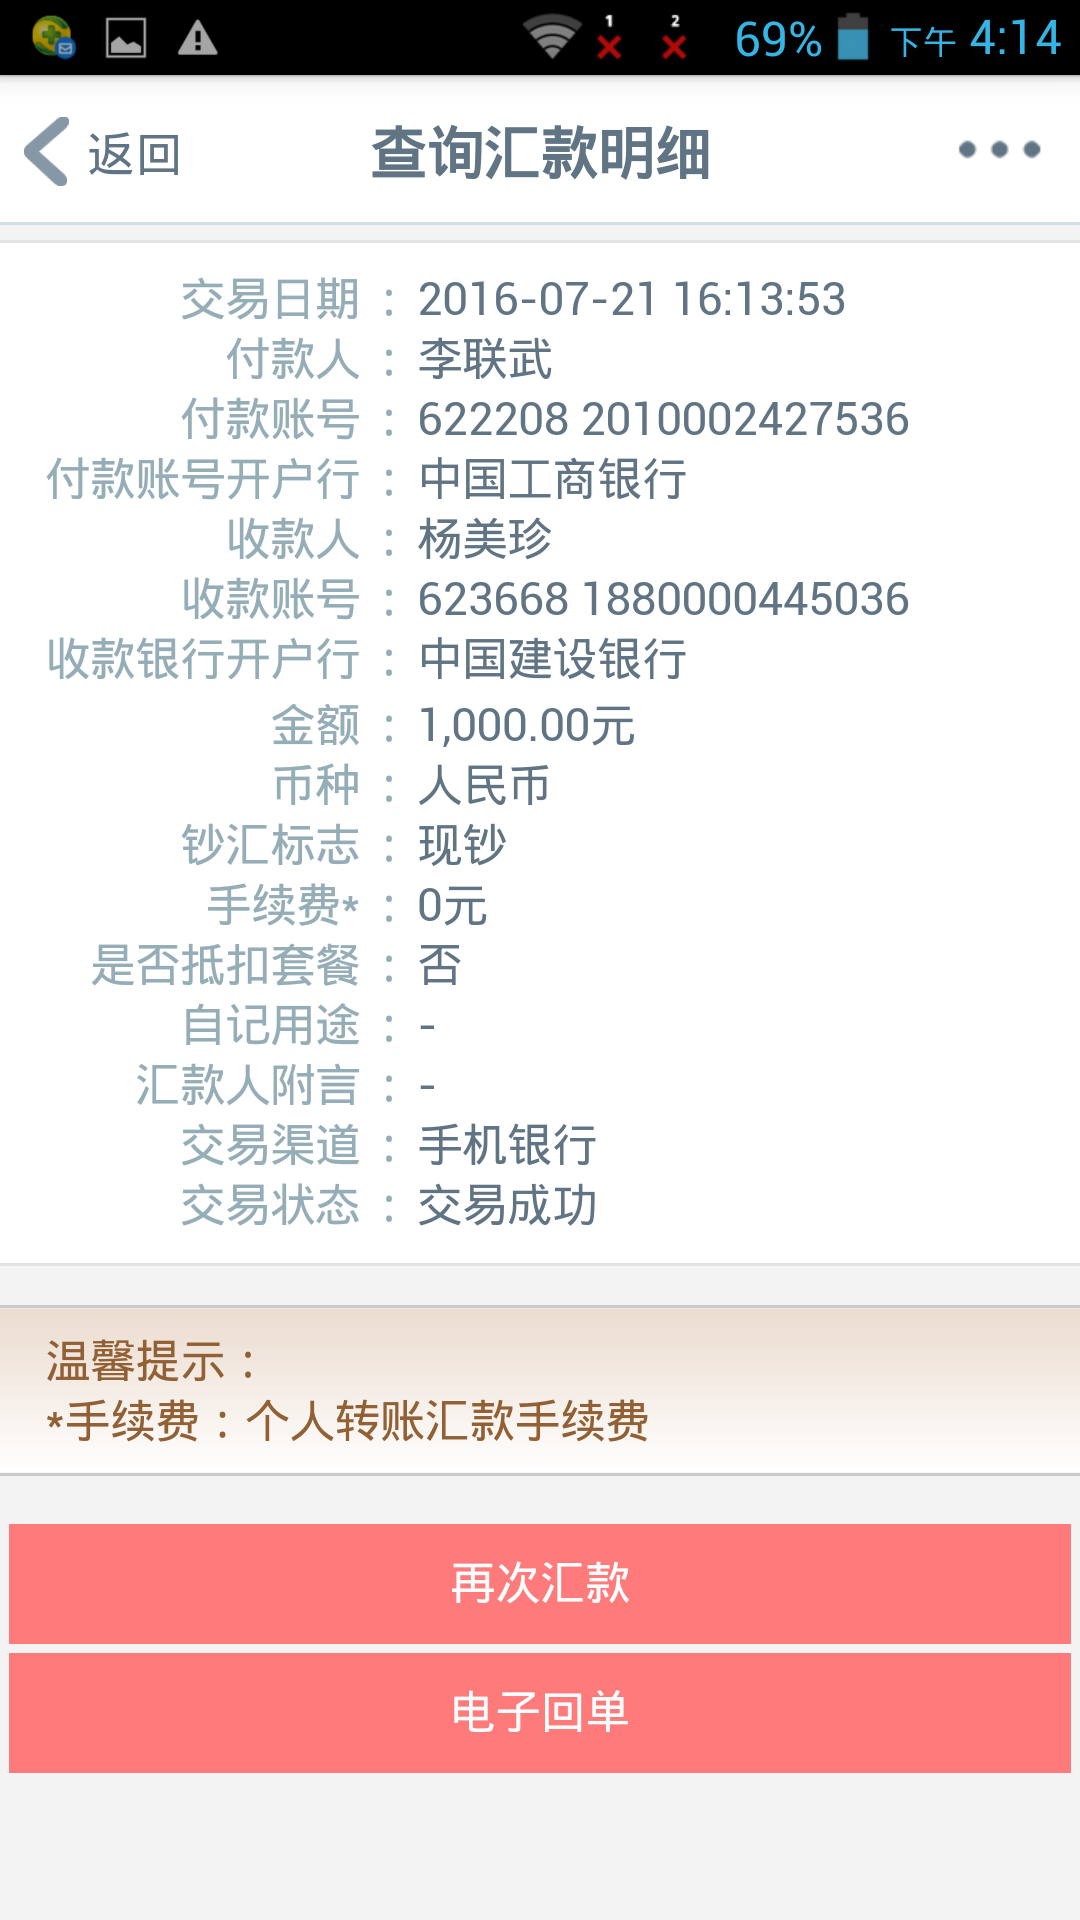 1 2 69% 下午 4:14
返回 查询汇款明细
交易日期 : 2016-07-21 16:13:53
付款人 : 李联武
付款账号 : 622208 2010002427536
付款账号开户行 : 中国工商银行
收款人 : 杨美珍
收款账号 : 623668 1880000445036
收款银行开户行 : 中国建设银行
金额 : 1,000.00元
币种 : 人民币
钞汇标志 : 现钞
手续费* : 0元
是否抵扣套餐 : 否
自记用途 : -
汇款人附言 : -
交易渠道 : 手机银行
交易状态 : 交易成功
温馨提示：
*手续费：个人转账汇款手续费
再次汇款
电子回单